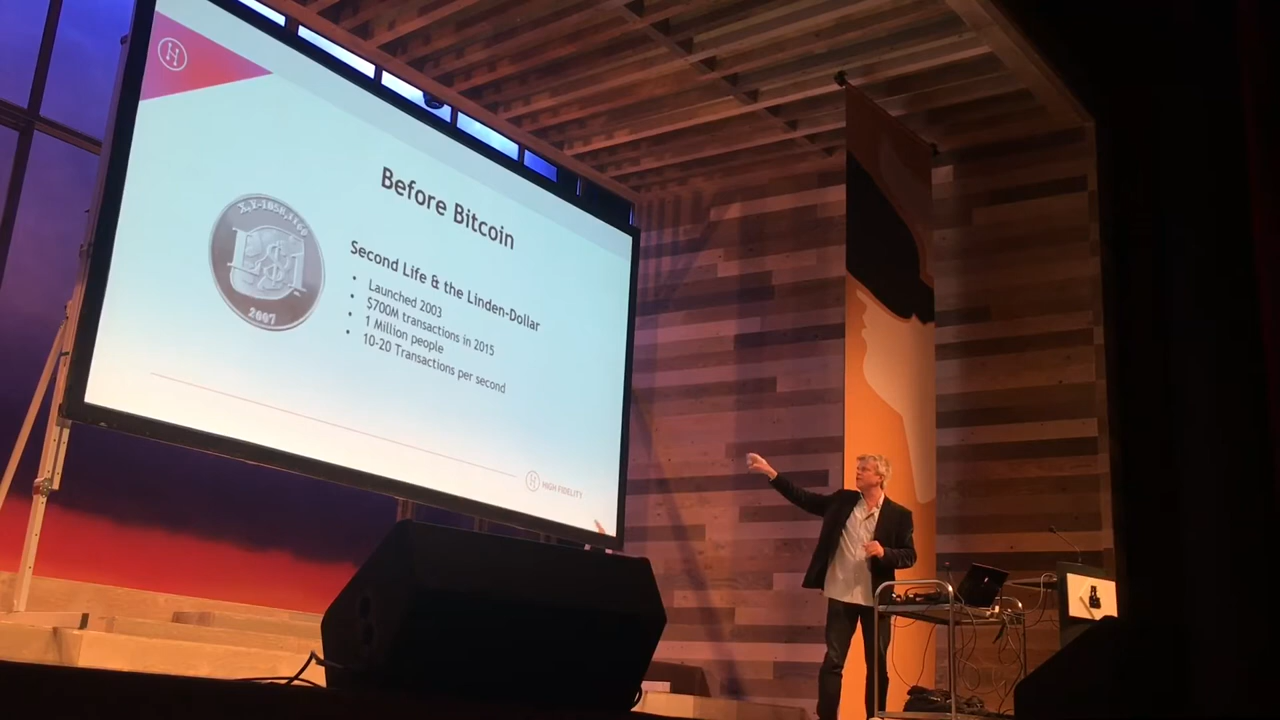 Before Bitcoin
Second Life & the Linden-Dollar
• Launched 2003
• $700M transactions in 2015
• 1 Million people
• 10-20 Transactions per second
2007
HIGH FIDELITY